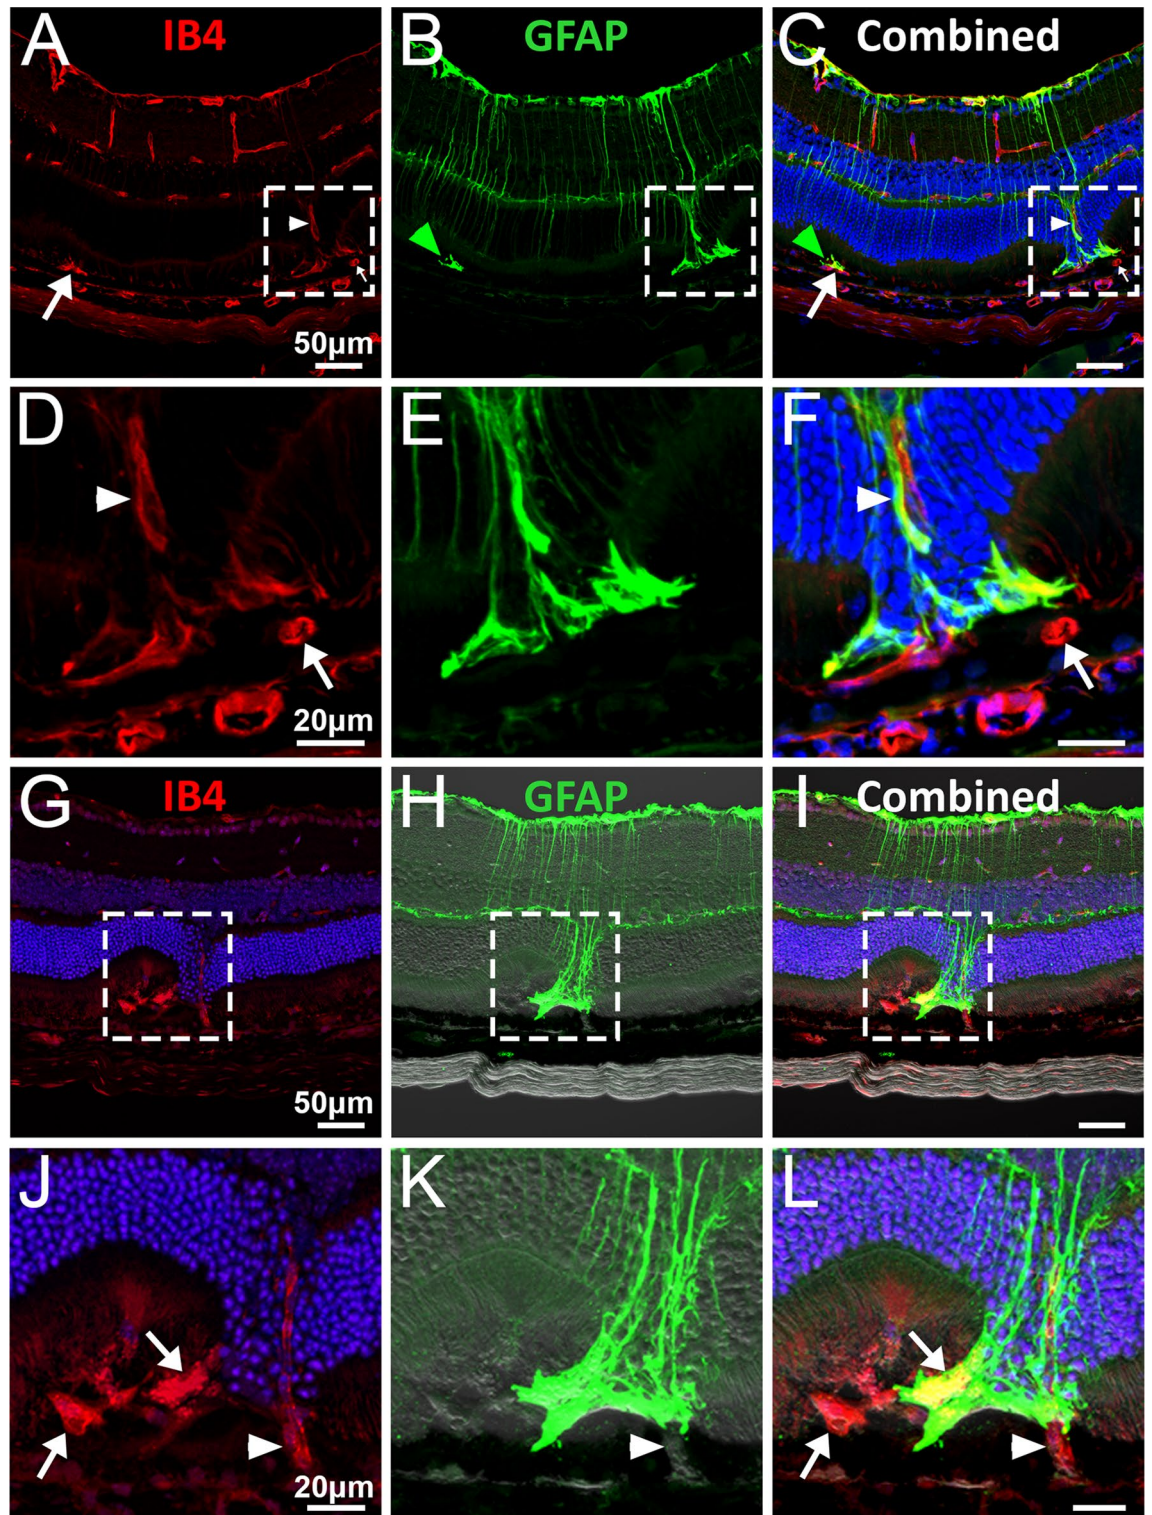 A IB4 B GFAP C Combined
50µm
D E F
20µm
G IB4 H GFAP I Combined
50µm
J K L
20µm